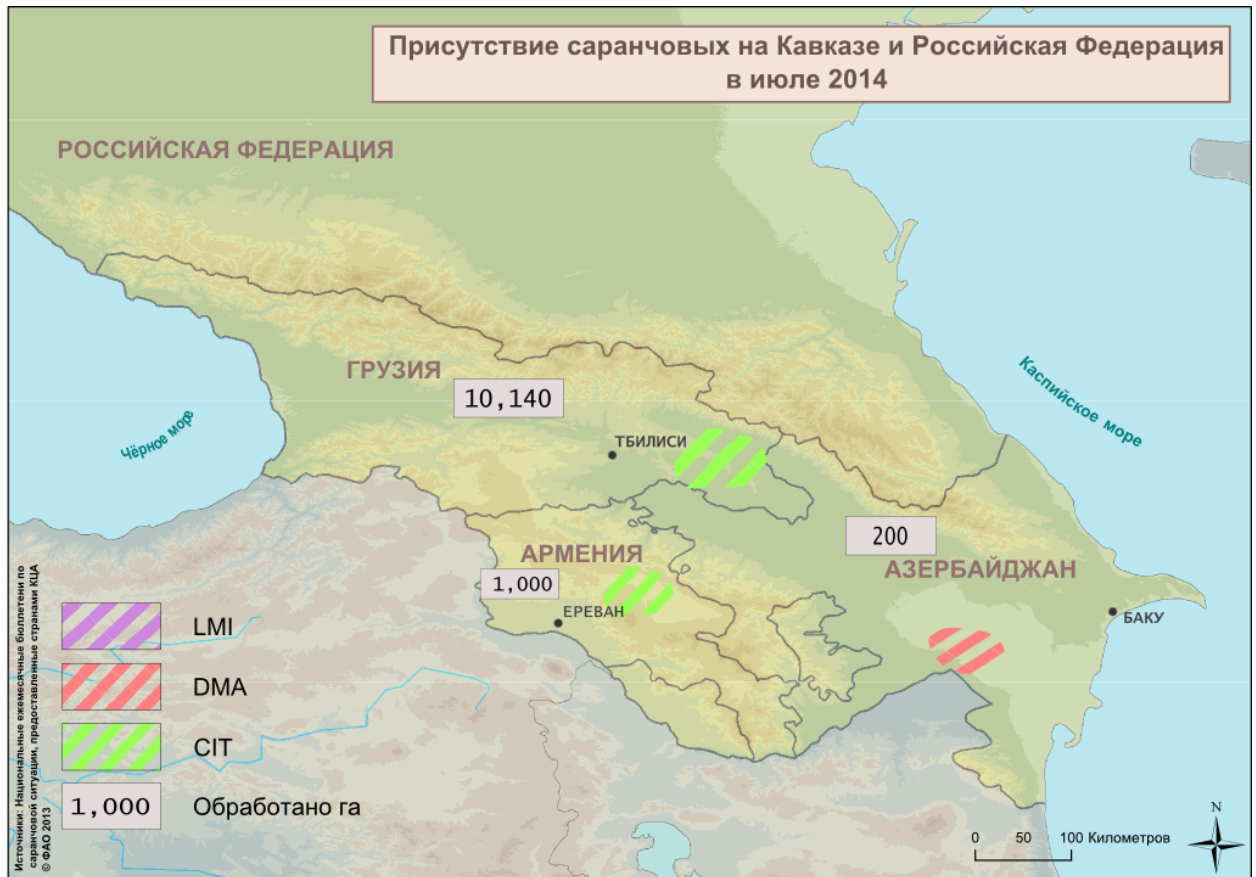 Присутствие саранчовых на Кавказе и Российская Федерация
в июле 2014
РОССИЙСКАЯ ФЕДЕРАЦИЯ
ГРУЗИЯ
10,140
Каспийское море
Чёрное море
ТБИЛИСИ
200
АРМЕНИЯ
АЗЕРБАЙДЖАН
1,000
ЕРЕВАН
БАКУ
LMI
DMA
CIT
1,000 Обработано га
Источники: Национальные ежемесячные бюллетени по
саранчовой ситуации, предоставленные странами КЦА
© ФАО 2013
0 50 100 Километров
N